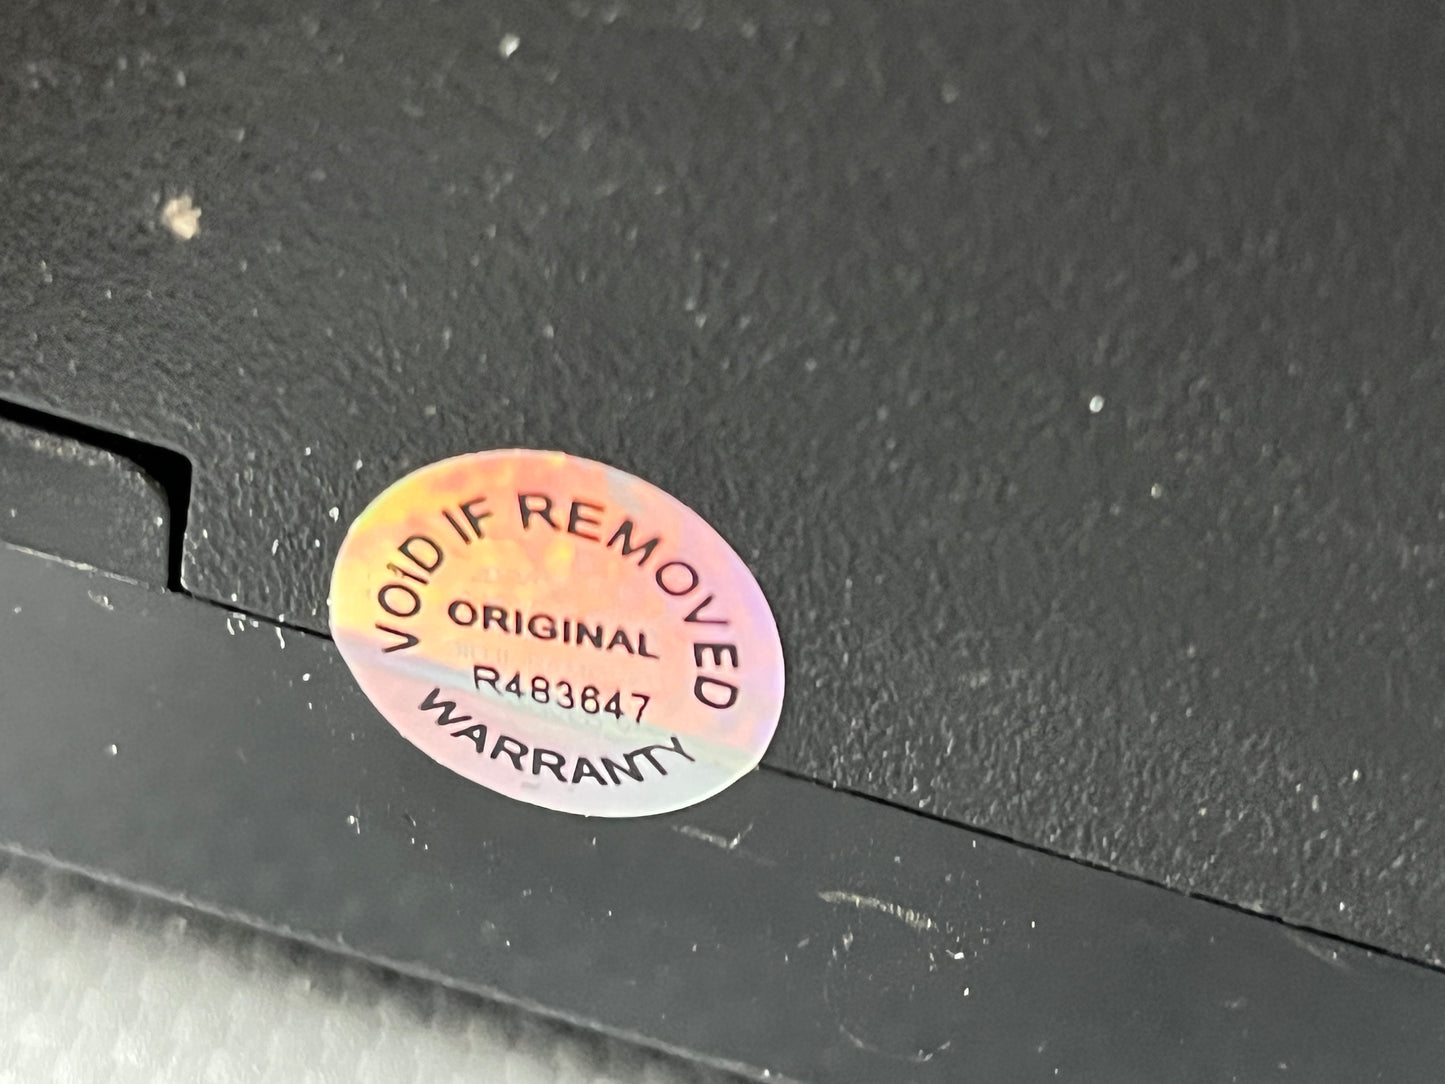 VOID IF REMOVED
ORIGINAL
R483647
WARRANTY